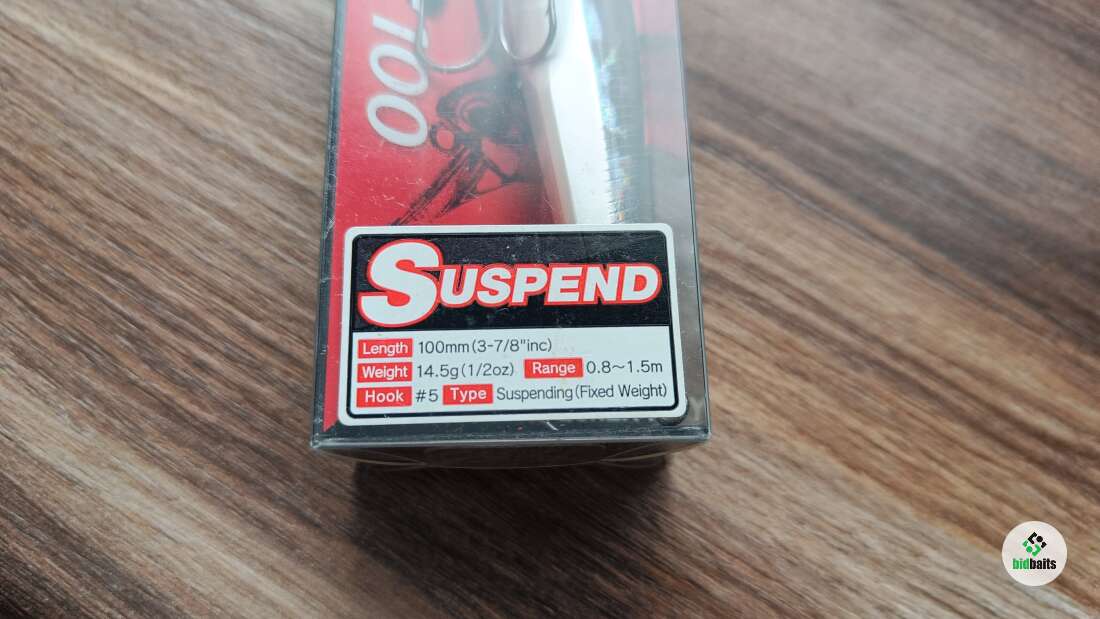 100
SUSPEND
Length 100mm(3-7/8"inc)
Weight 14.5g(1/2oz) Range 0.8～1.5m
Hook #5 Type Suspending(Fixed Weight)
bidbaits